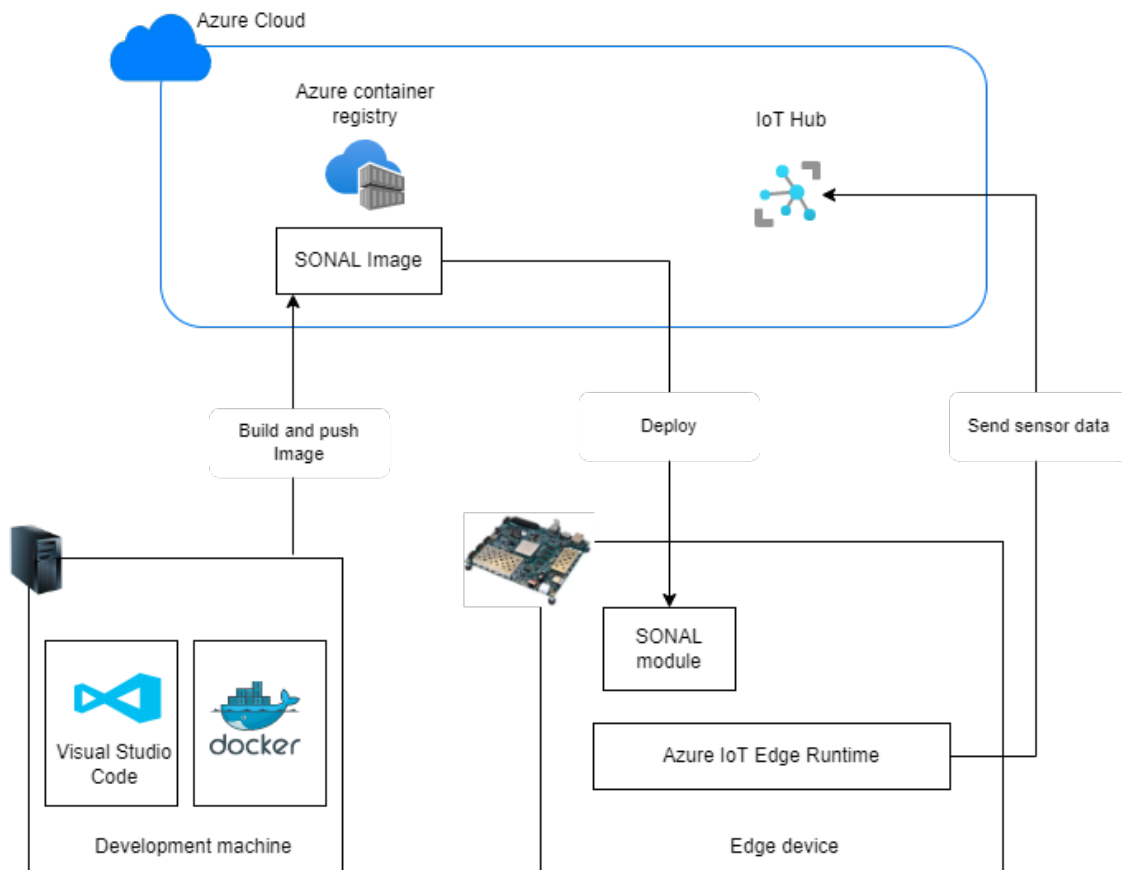 Azure Cloud
Azure container
registry
IoT Hub
SONAL Image
Build and push
Image
Deploy
Send sensor data
SONAL
module
Visual Studio
Code
docker
Azure IoT Edge Runtime
Development machine
Edge device